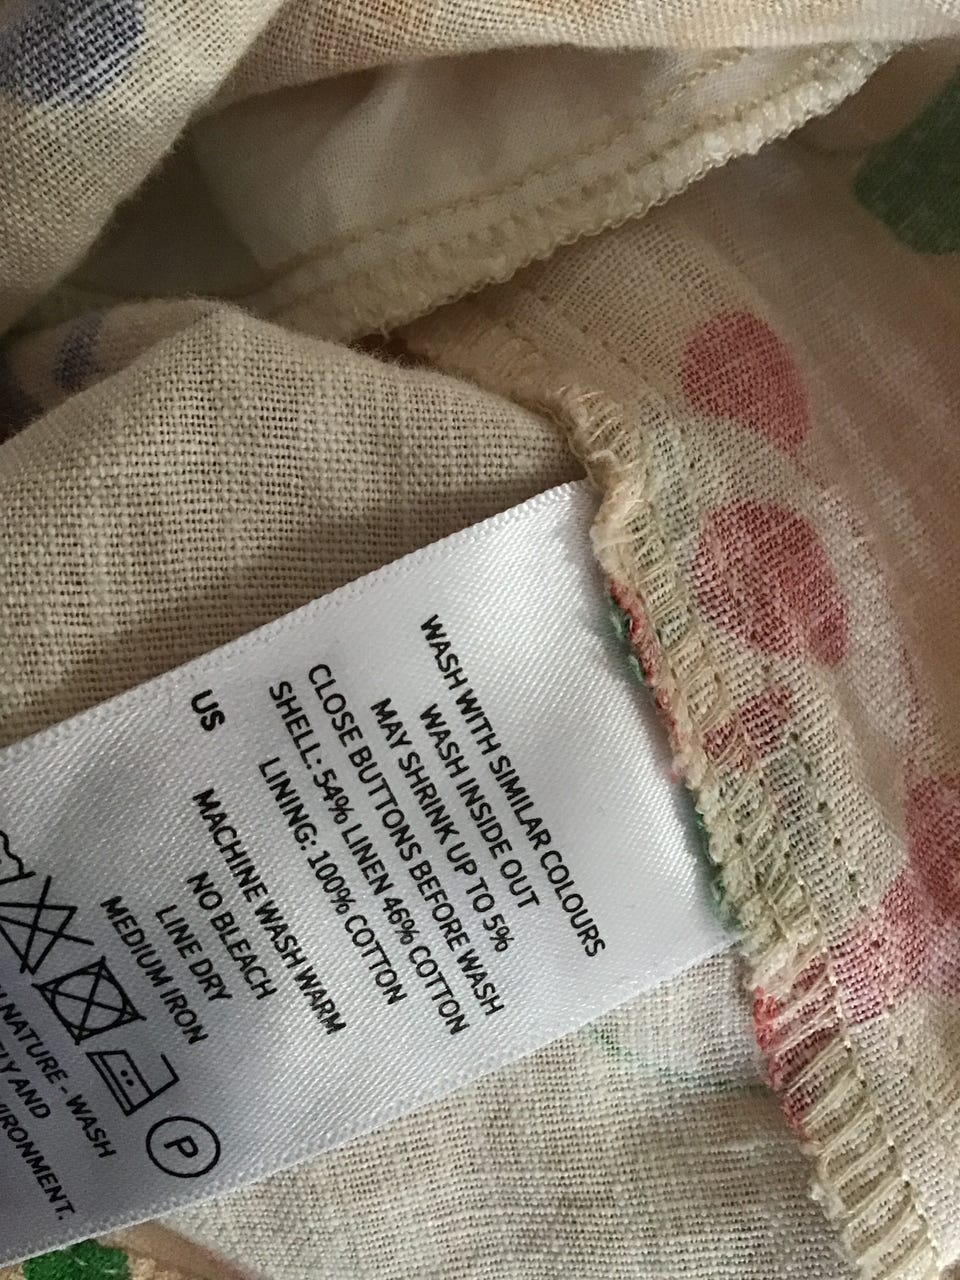 WASH WITH SIMILAR COLOURS
WASH INSIDE OUT
MAY SHRINK UP TO 5%
CLOSE BUTTONS BEFORE WASH
SHELL: 54% LINEN 46% COTTON
LINING: 100% COTTON
US
MACHINE WASH WARM
NO BLEACH
LINE DRY
MEDIUM IRON
P
NATURE - WASH
AND